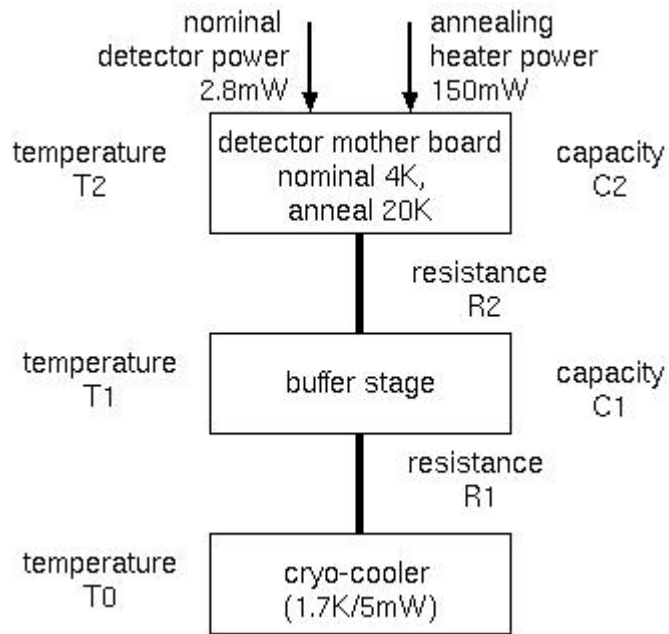 nominal
detector power
2.8mW
annealing
heater power
150mW
temperature
T2
detector mother board
nominal 4K,
anneal 20K
capacity
C2
resistance
R2
temperature
T1
buffer stage
capacity
C1
resistance
R1
temperature
T0
cryo-cooler
(1.7K/5mW)